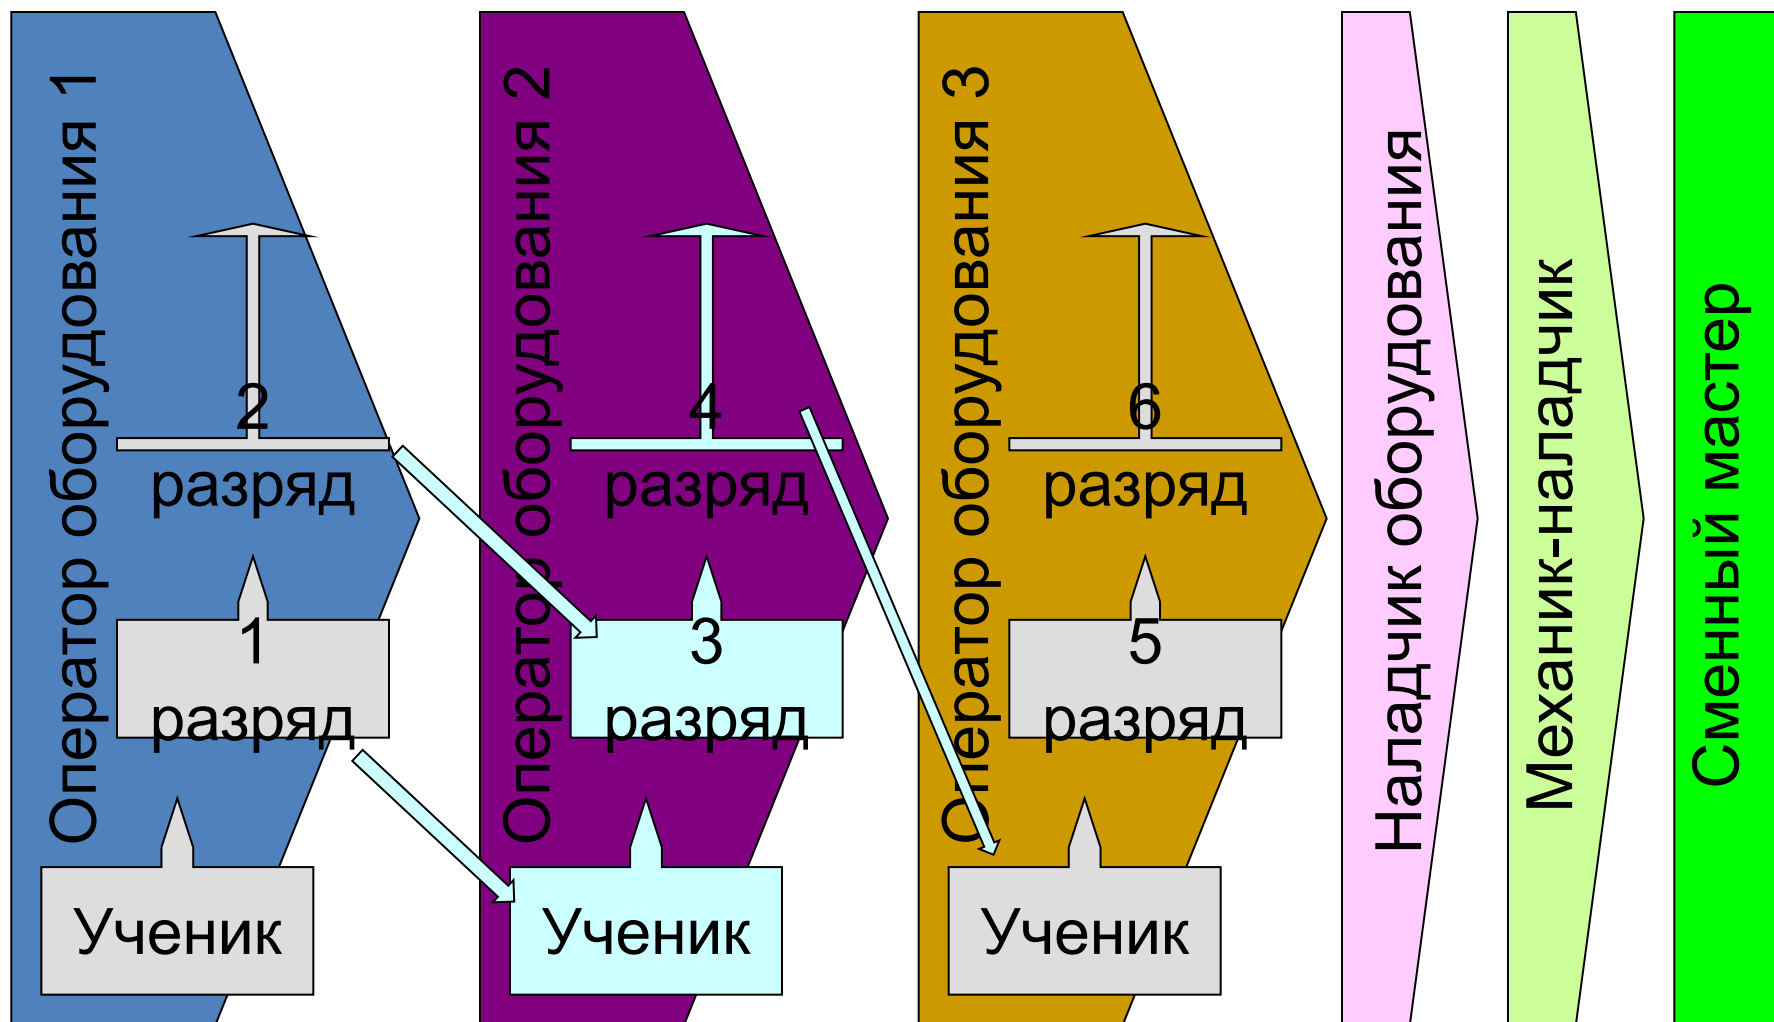 Оператор оборудования 1
2
разряд
1
разряд
Ученик
Оператор оборудования 2
4
разряд
3
разряд
Ученик
Оператор оборудования 3
6
разряд
5
разряд
Ученик
Наладчик оборудования
Механик-наладчик
Сменный мастер